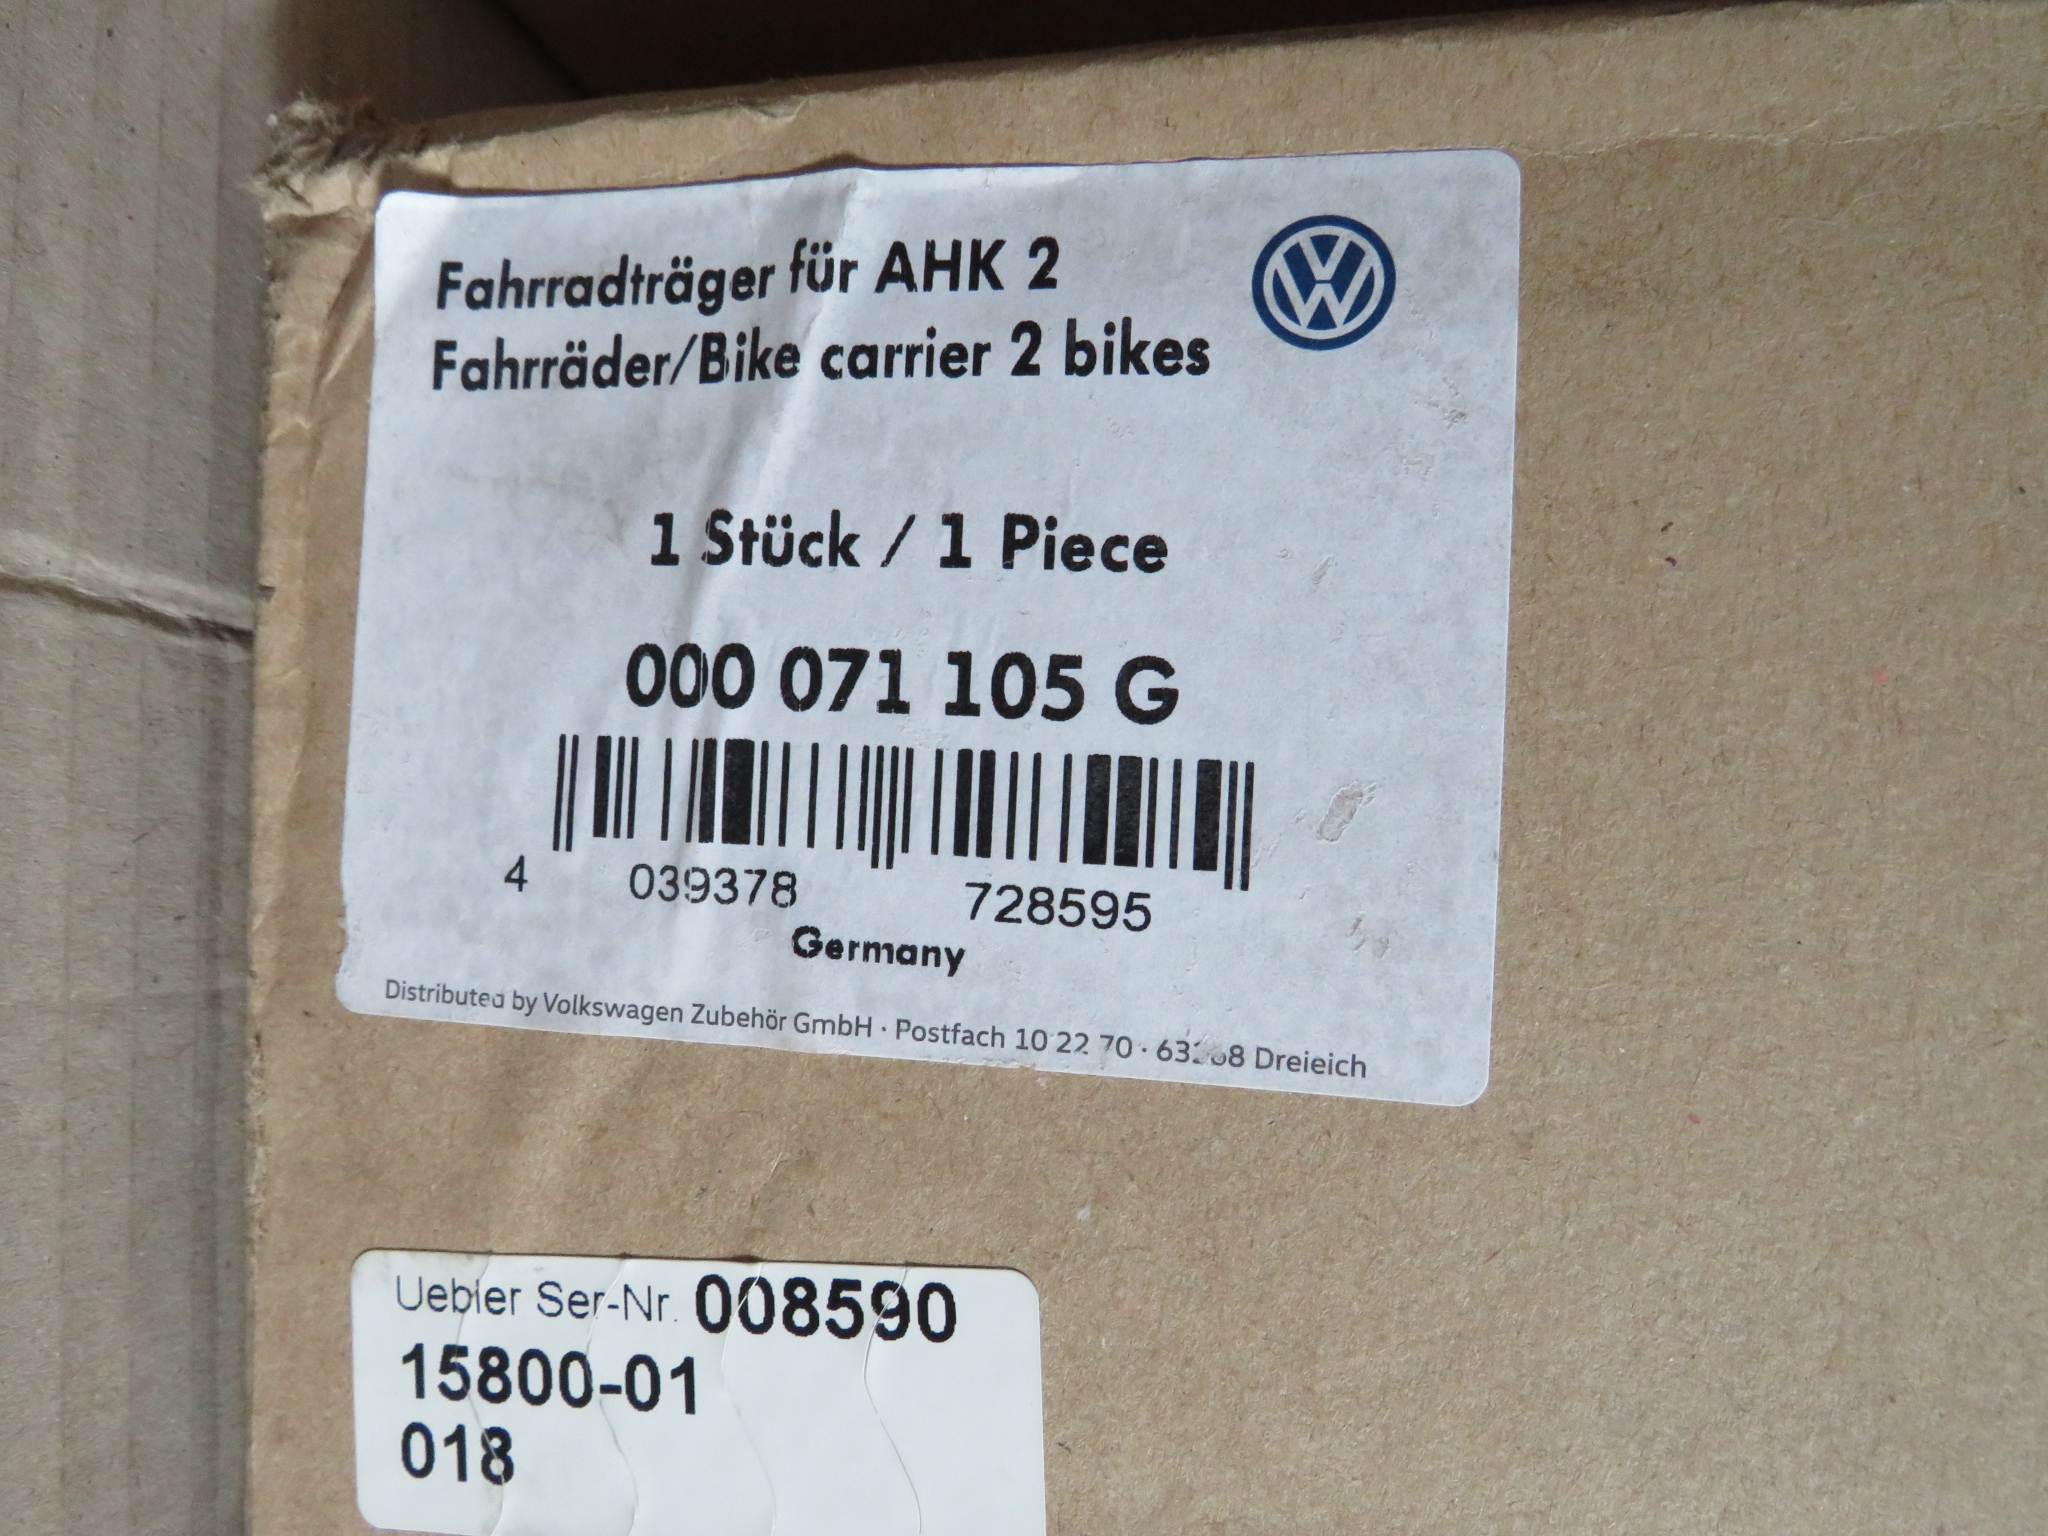 Fahrradträger für AHK 2
Fahrräder/Bike carrier 2 bikes
1 Stück / 1 Piece
000 071 105 G
4 039378 728595
Germany
Distributed by Volkswagen Zubehör GmbH · Postfach 10 22 70 · Dreieich
Uebler Ser-Nr. 008590
15800-01
018